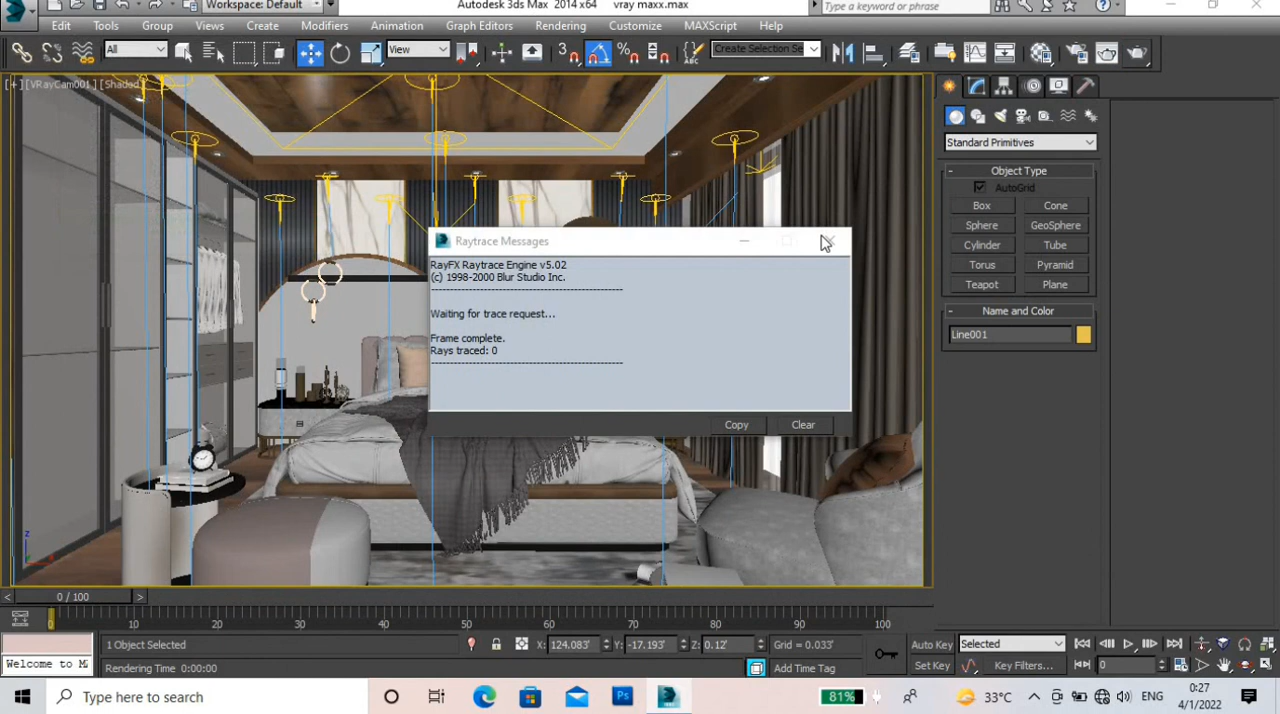 Workspace: Default
Autodesk 3ds Max 2014 x64 vray maxx.max
Type a keyword or phrase
Edit Tools Group Views Create Modifiers Animation Graph Editors Rendering Customize MAXScript Help
All
View
Create Selection Se
[+] [VRayCam001] [Shaded
Standard Primitives
Object Type
AutoGrid
Box Cone
Sphere GeoSphere
Cylinder Tube
Torus Pyramid
Teapot Plane
Name and Color
Line001
Raytrace Messages
RayFX Raytrace Engine v5.02
(c) 1998-2000 Blur Studio Inc.
Waiting for trace request...
Frame complete.
Rays traced: 0
Copy Clear
0 / 100
0 10 20 30 40 50 60 70 80 90 100
1 Object Selected
X: 124.083' Y: -17.193' Z: 0.12' Grid = 0.033'
Auto Key Selected
Welcome to M
Rendering Time 0:00:00
Add Time Tag
Set Key Key Filters... 0
Type here to search
81%
33°C
ENG
0:27
4/1/2022